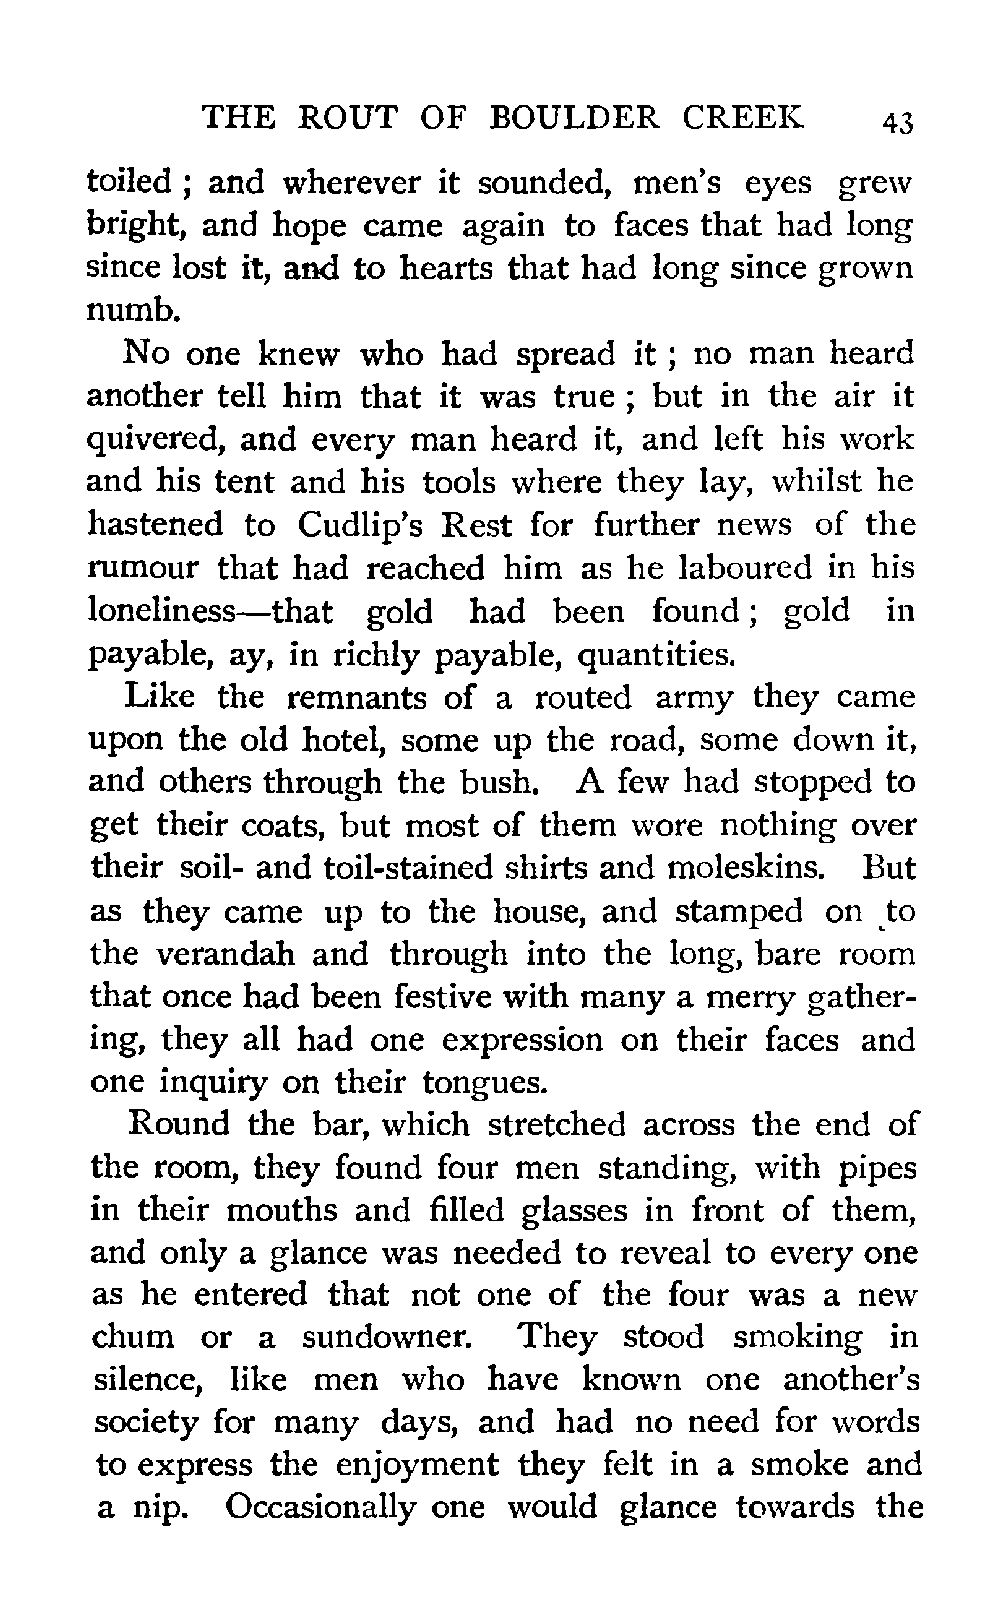 THE ROUT OF BOULDER CREEK 43
toiled ; and wherever it sounded, men's eyes grew
bright, and hope came again to faces that had long
since lost it, and to hearts that had long since grown
numb.
No one knew who had spread it ; no man heard
another tell him that it was true ; but in the air it
quivered, and every man heard it, and left his work
and his tent and his tools where they lay, whilst he
hastened to Cudlip's Rest for further news of the
rumour that had reached him as he laboured in his
loneliness—that gold had been found ; gold in
payable, ay, in richly payable, quantities.
Like the remnants of a routed army they came
upon the old hotel, some up the road, some down it,
and others through the bush. A few had stopped to
get their coats, but most of them wore nothing over
their soil- and toil-stained shirts and moleskins. But
as they came up to the house, and stamped on to
the verandah and through into the long, bare room
that once had been festive with many a merry gather-
ing, they all had one expression on their faces and
one inquiry on their tongues.
Round the bar, which stretched across the end of
the room, they found four men standing, with pipes
in their mouths and filled glasses in front of them,
and only a glance was needed to reveal to every one
as he entered that not one of the four was a new
chum or a sundowner. They stood smoking in
silence, like men who have known one another's
society for many days, and had no need for words
to express the enjoyment they felt in a smoke and
a nip. Occasionally one would glance towards the